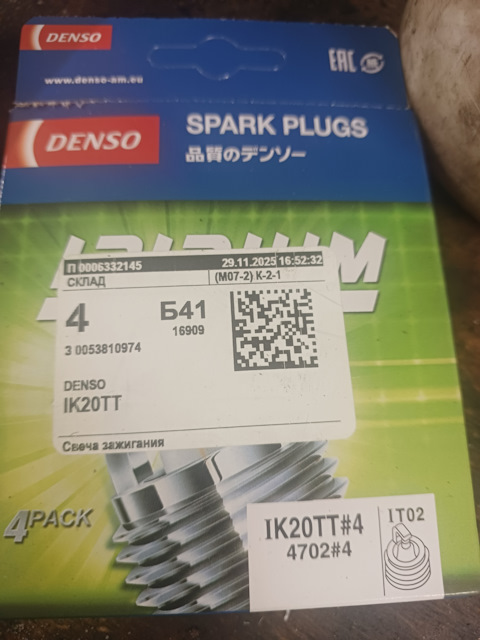 DENSO
www.denso-am.eu
EAC
DENSO
SPARK PLUGS
品質のデンソー
IRIDIUM
П 0006332145 29.11.2025 16:52:32
СКЛАД (М07-2) К-2-1
4 Б41
16909
З 0053810974
DENSO
IK20TT
Свеча зажигания
4PACK
IK20TT#4
4702#4
IT02